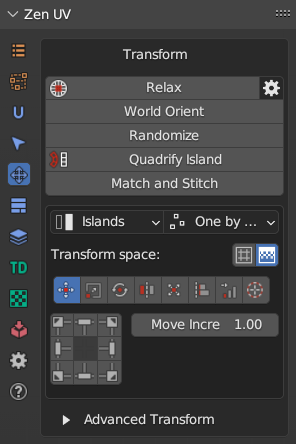 Zen UV
Transform
Relax
World Orient
Randomize
Quadrify Island
Match and Stitch
Islands
One by ...
Transform space:
TD
Move Incre 1.00
Advanced Transform